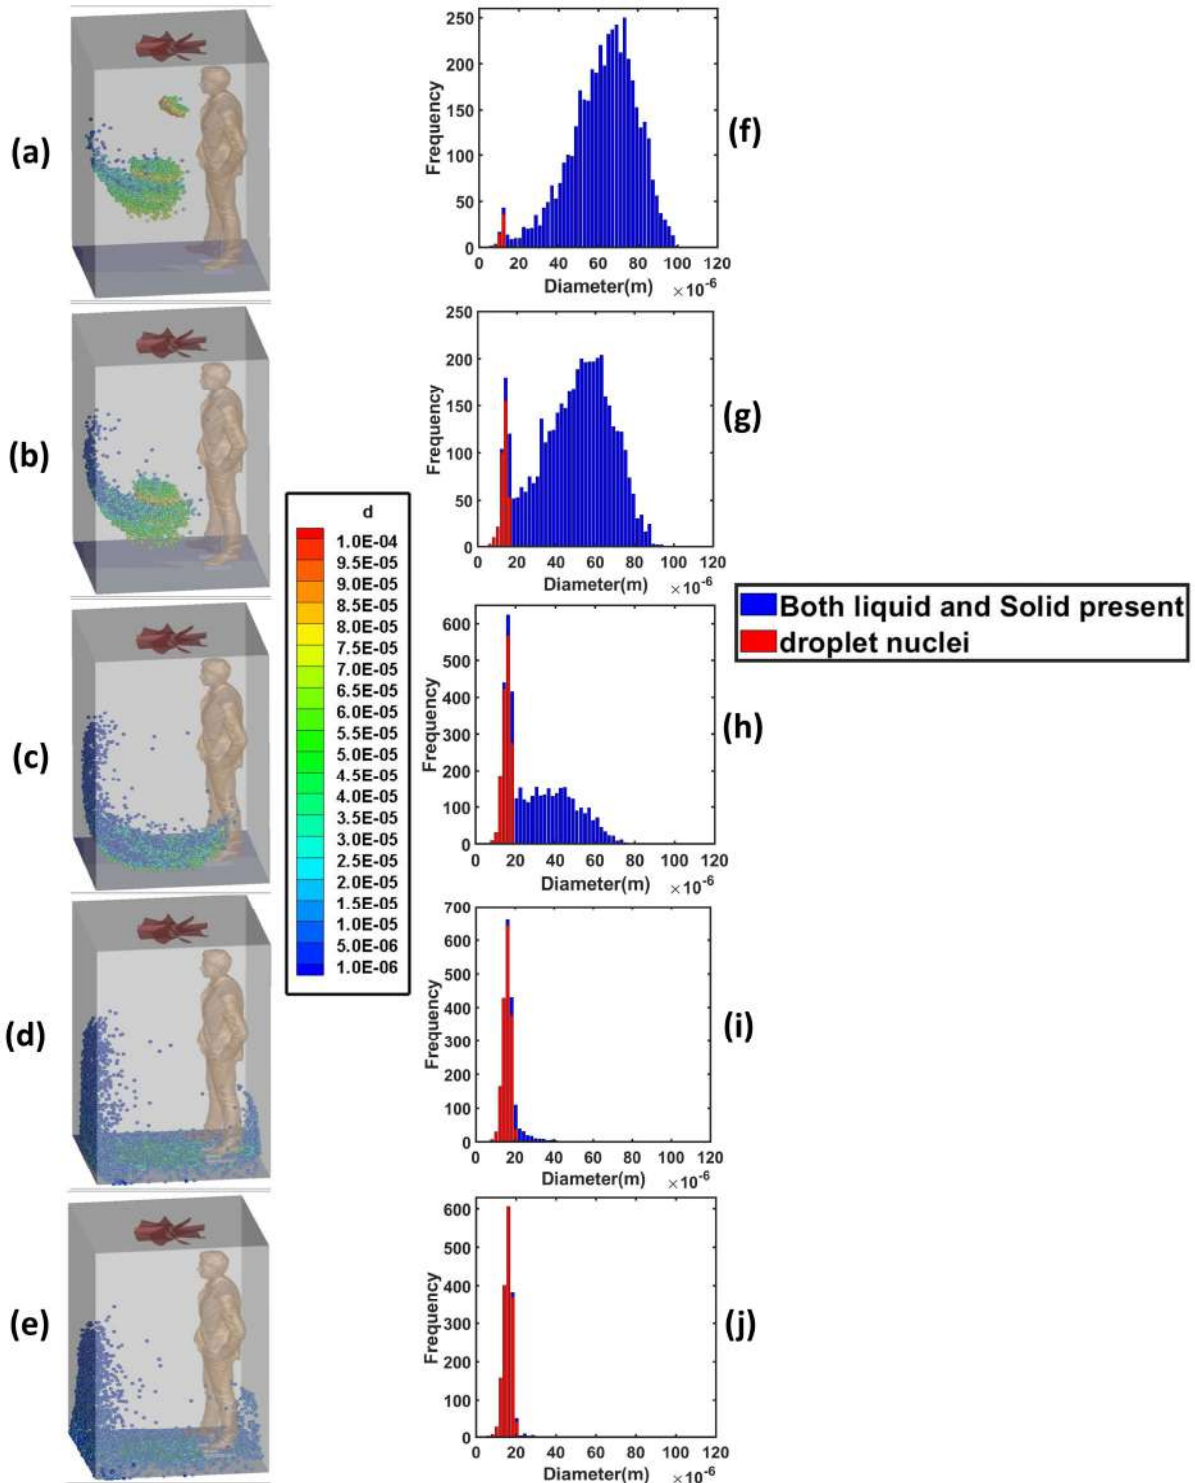 (a)
250
200
150
100
50
0
Frequency
0 20 40 60 80 100 120
Diameter(m) ×10-6
(f)
(b)
250
200
150
100
50
0
Frequency
0 20 40 60 80 100 120
Diameter(m) ×10-6
(g)
d
1.0E-04
9.5E-05
9.0E-05
8.5E-05
8.0E-05
7.5E-05
7.0E-05
6.5E-05
6.0E-05
5.5E-05
5.0E-05
4.5E-05
4.0E-05
3.5E-05
3.0E-05
2.5E-05
2.0E-05
1.5E-05
1.0E-05
5.0E-06
1.0E-06
Both liquid and Solid present
droplet nuclei
(c)
600
500
400
300
200
100
0
Frequency
0 20 40 60 80 100 120
Diameter(m) ×10-6
(h)
(d)
700
600
500
400
300
200
100
0
Frequency
0 20 40 60 80 100 120
Diameter(m) ×10-6
(i)
(e)
600
500
400
300
200
100
0
Frequency
0 20 40 60 80 100 120
Diameter(m) ×10-6
(j)